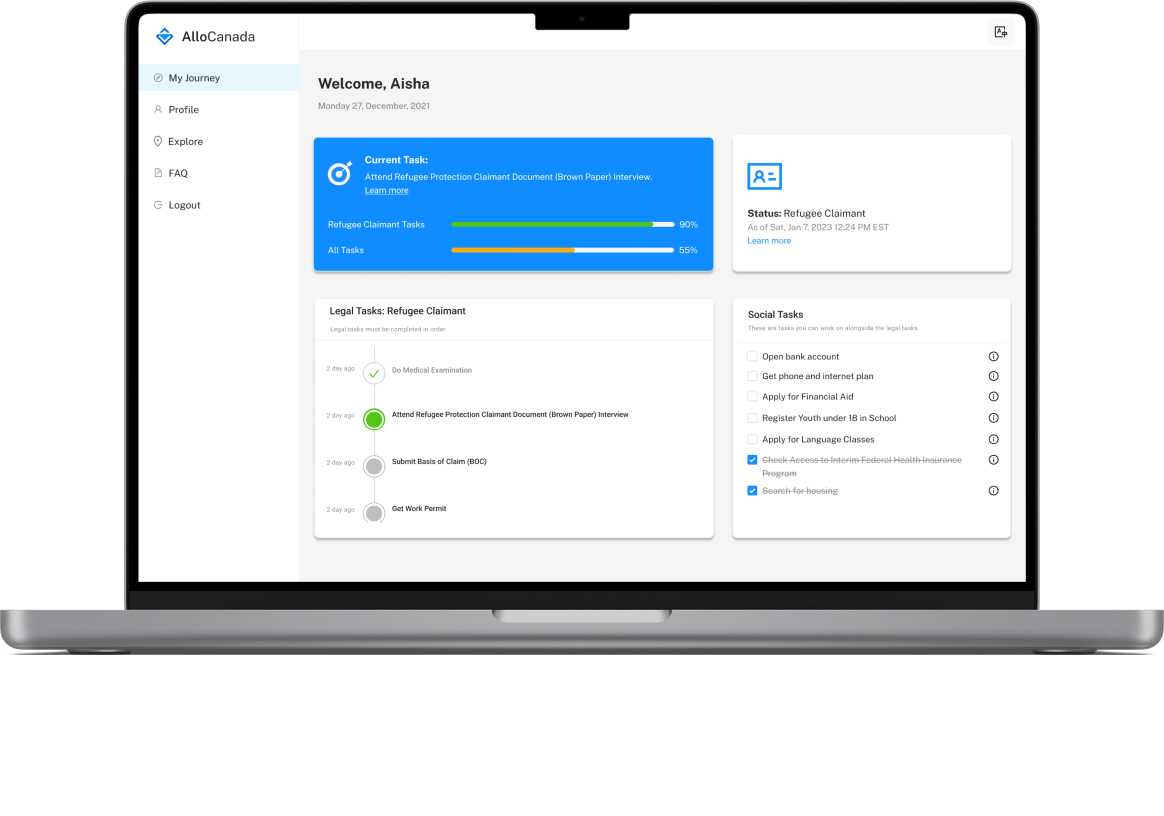 AlloCanada
My Journey
Profile
Explore
FAQ
Logout
Welcome, Aisha
Monday 27, December, 2021
Current Task:
Attend Refugee Protection Claimant Document (Brown Paper) Interview.
Learn more
Refugee Claimant Tasks 90%
All Tasks 55%
Status: Refugee Claimant
As of Sat, Jan 7, 2023 12:24 PM EST
Learn more
Legal Tasks: Refugee Claimant
Legal tasks must be completed in order.
2 day ago Do Medical Examination
2 day ago Attend Refugee Protection Claimant Document (Brown Paper) Interview
2 day ago Submit Basis of Claim (BOC)
2 day ago Get Work Permit
Social Tasks
These are tasks you can work on alongside the legal tasks.
Open bank account
Get phone and internet plan
Apply for Financial Aid
Register Youth under 18 in School
Apply for Language Classes
Check Access to Interim Federal Health Insurance
Program
Search for housing